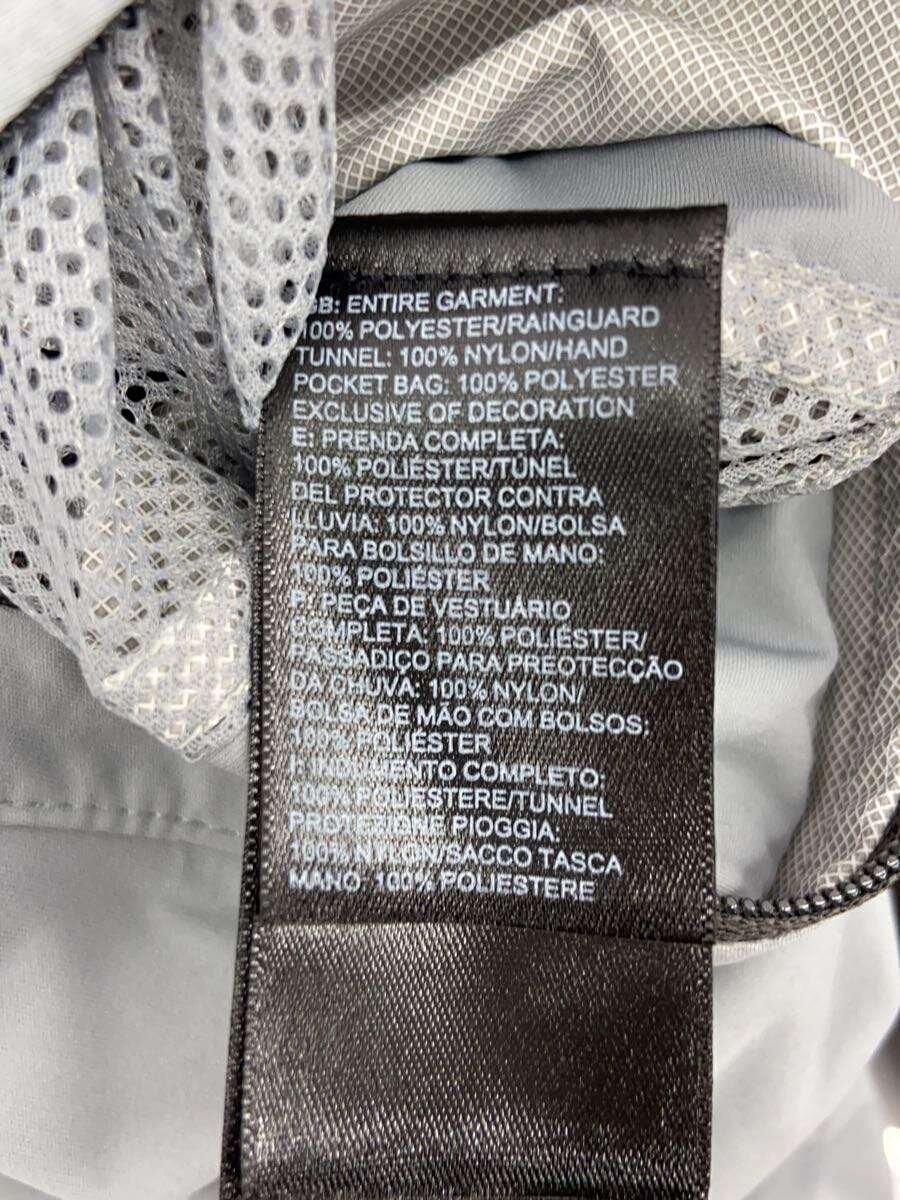 GB: ENTIRE GARMENT:
100% POLYESTER/RAINGUARD
TUNNEL: 100% NYLON/HAND
POCKET BAG: 100% POLYESTER
EXCLUSIVE OF DECORATION
E: PRENDA COMPLETA:
100% POLIÉSTER/TÚNEL
DEL PROTECTOR CONTRA
LLUVIA: 100% NYLON/BOLSA
PARA BOLSILLO DE MANO:
100% POLIÉSTER
P: PEÇA DE VESTUÁRIO
COMPLETA: 100% POLIÉSTER/
PASSADIÇO PARA PREOTECÇÃO
DA CHUVA: 100% NYLON/
BOLSA DE MÃO COM BOLSOS:
100% POLIÉSTER
I: INDUMENTO COMPLETO:
100% POLIESTERE/TUNNEL
PROTEZIONE PIOGGIA:
100% NYLON/SACCO TASCA
MANO: 100% POLIESTERE